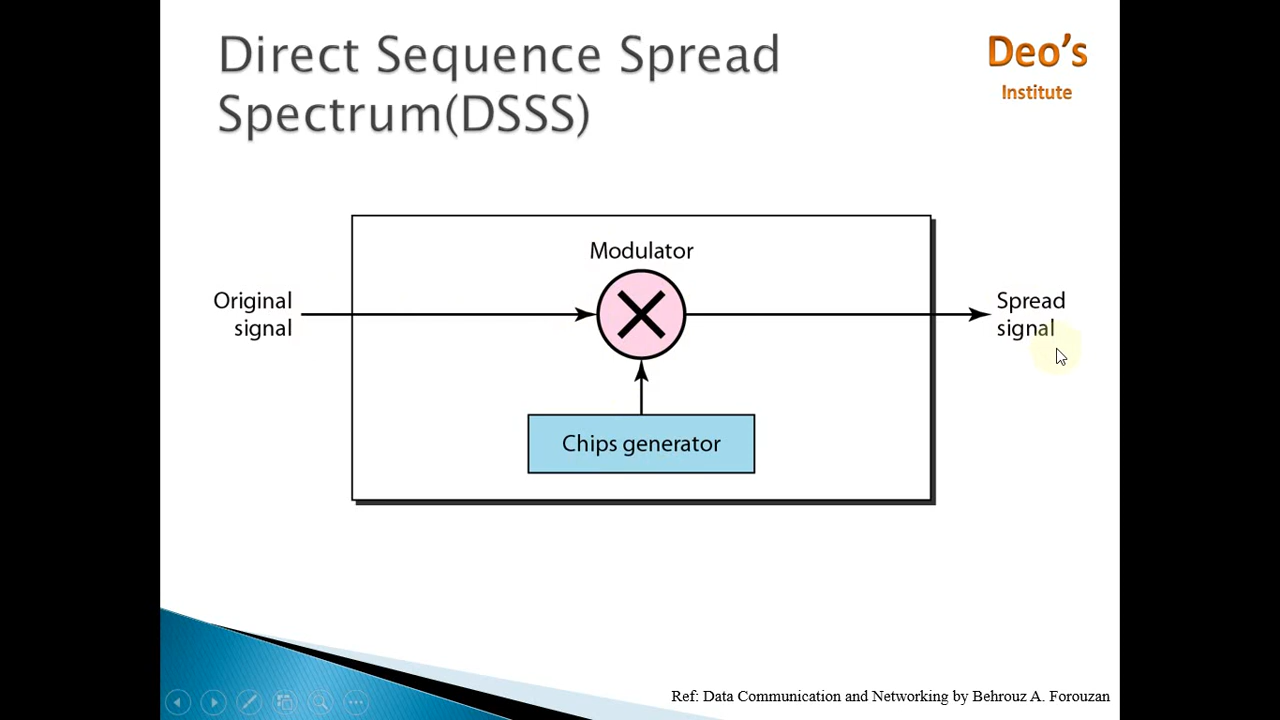 Direct Sequence Spread
Spectrum(DSSS)
Deo's
Institute
Modulator
Original
signal
Spread
signal
Chips generator
Ref: Data Communication and Networking by Behrouz A. Forouzan